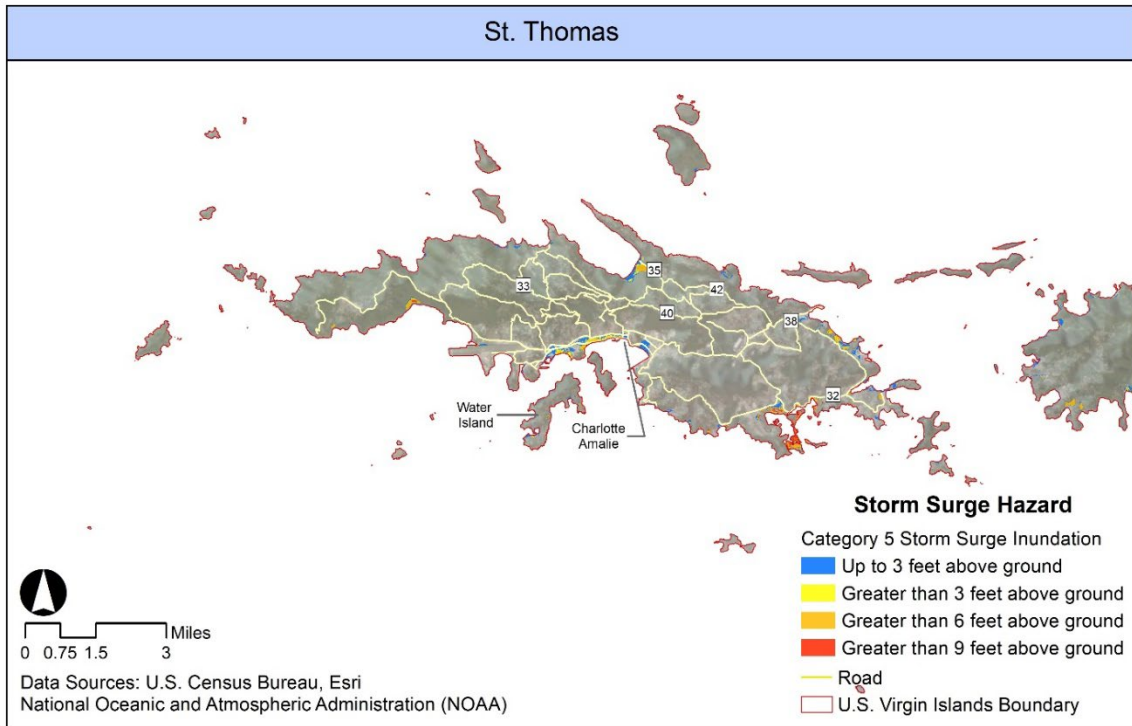 St. Thomas
35
33
42
40
38
32
Water
Island
Charlotte
Amalie
Storm Surge Hazard
Category 5 Storm Surge Inundation
Up to 3 feet above ground
Greater than 3 feet above ground
Greater than 6 feet above ground
Greater than 9 feet above ground
Road
U.S. Virgin Islands Boundary
Miles
0 0.75 1.5 3
Data Sources: U.S. Census Bureau, Esri
National Oceanic and Atmospheric Administration (NOAA)